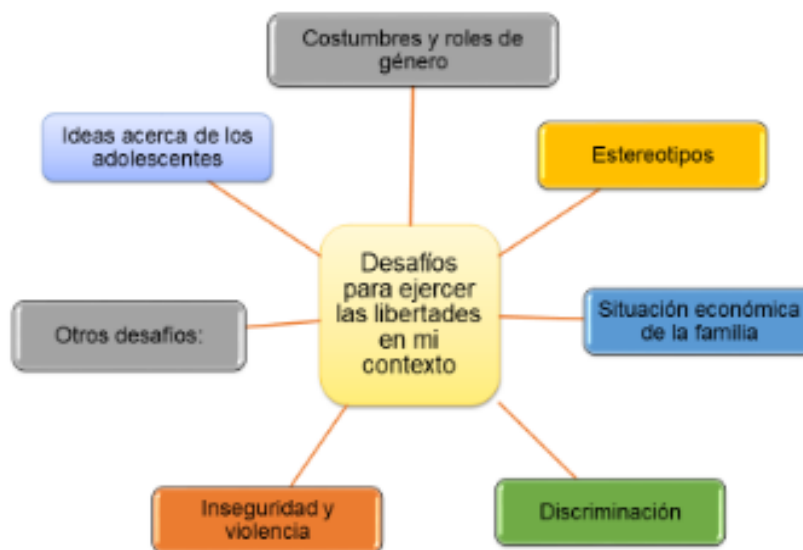 Costumbres y roles de
género
Ideas acerca de los
adolescentes
Estereotipos
Desafíos
para ejercer
las libertades
en mi
contexto
Situación económica
de la familia
Otros desafíos:
Inseguridad y
violencia
Discriminación